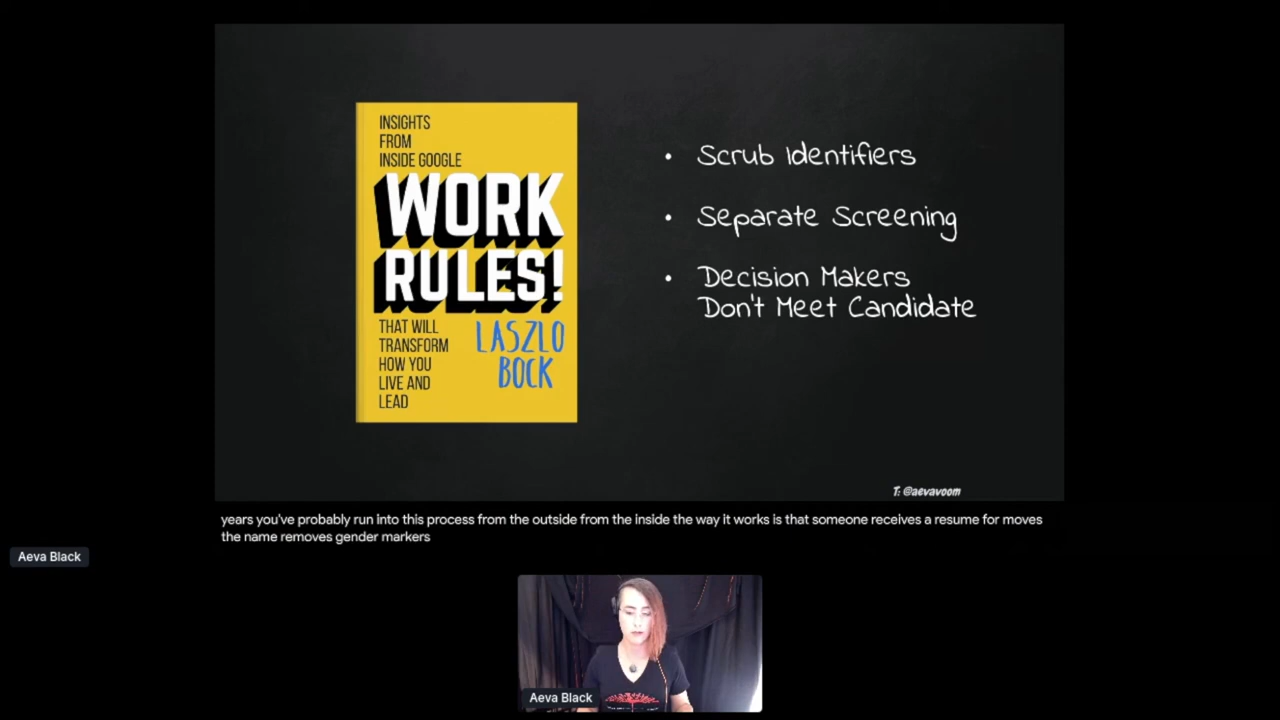 INSIGHTS
FROM
INSIDE GOOGLE
WORK
RULES!
THAT WILL
TRANSFORM
HOW YOU
LIVE AND
LEAD
LASZLO
BOCK
• Scrub Identifiers
• Separate Screening
• Decision Makers
Don't Meet Candidate
T: @aevavoom
years you've probably run into this process from the outside from the inside the way it works is that someone receives a resume for moves
the name removes gender markers
Aeva Black
Aeva Black